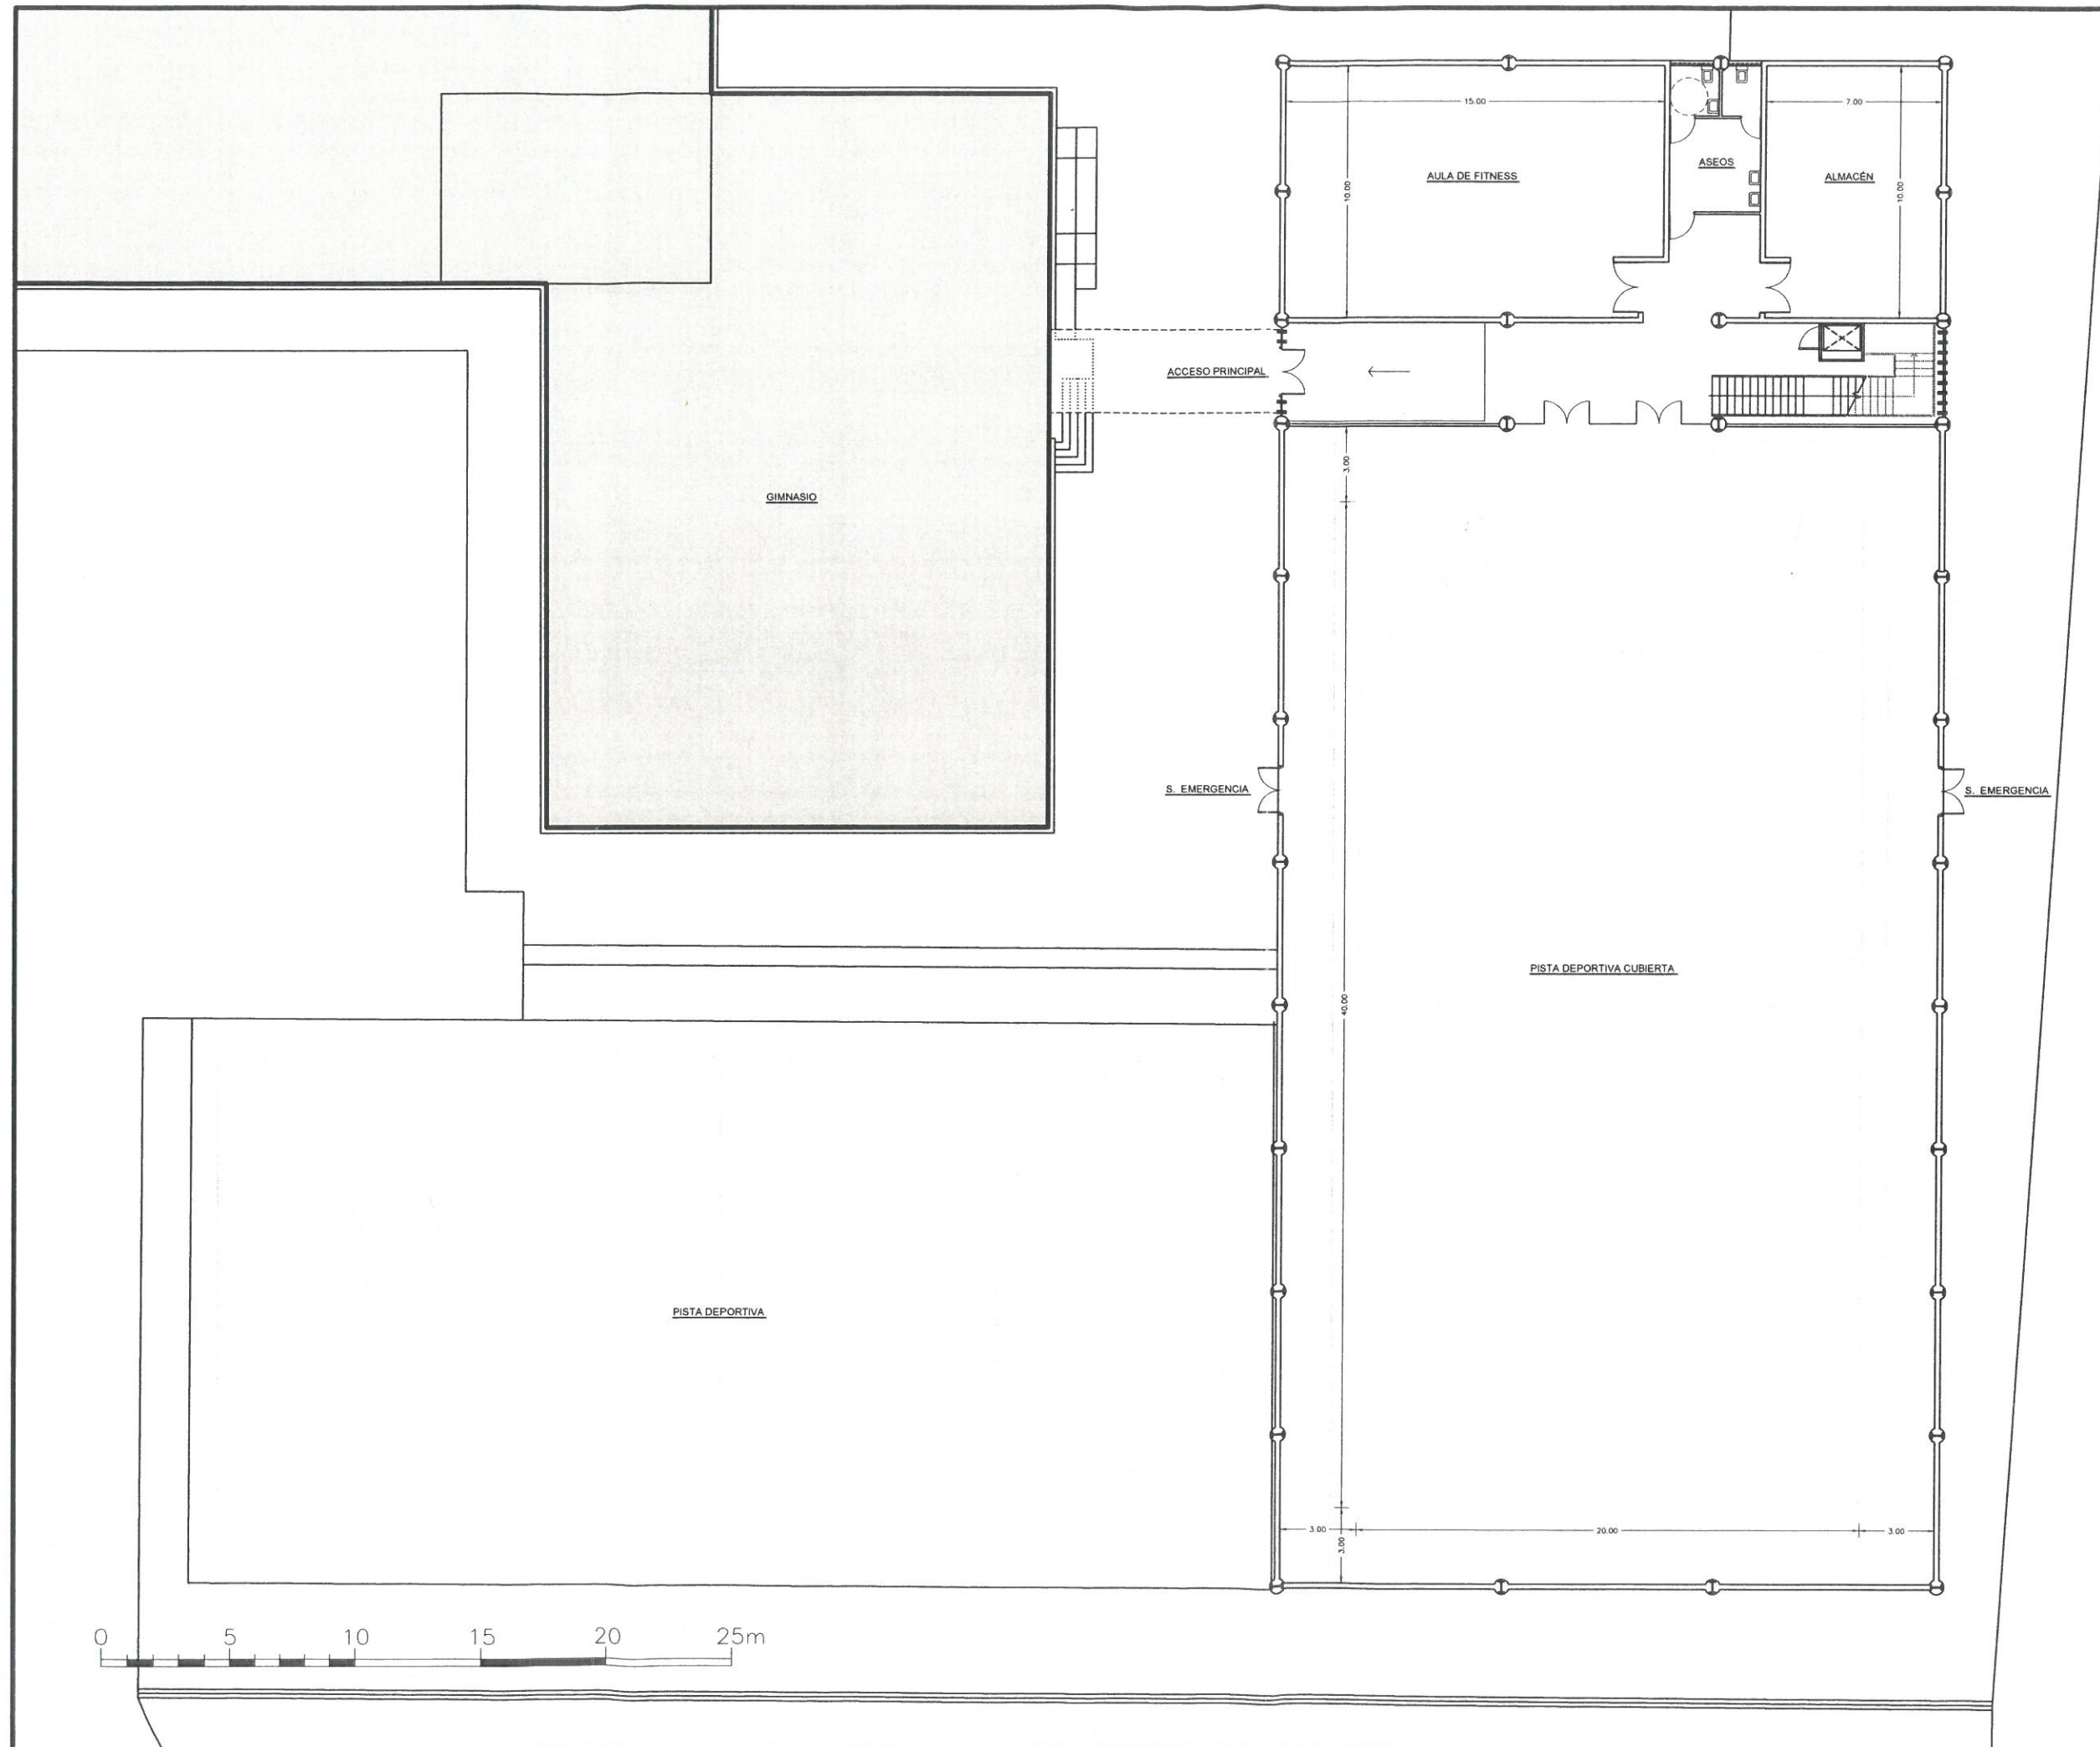 15.00
7.00
ASEOS
AULA DE FITNESS
ALMACÉN
10.00
10.00
ACCESO PRINCIPAL
3.00
GIMNASIO
S. EMERGENCIA
S. EMERGENCIA
PISTA DEPORTIVA CUBIERTA
40.00
PISTA DEPORTIVA
3.00
20.00
3.00
3.00
0 5 10 15 20 25m